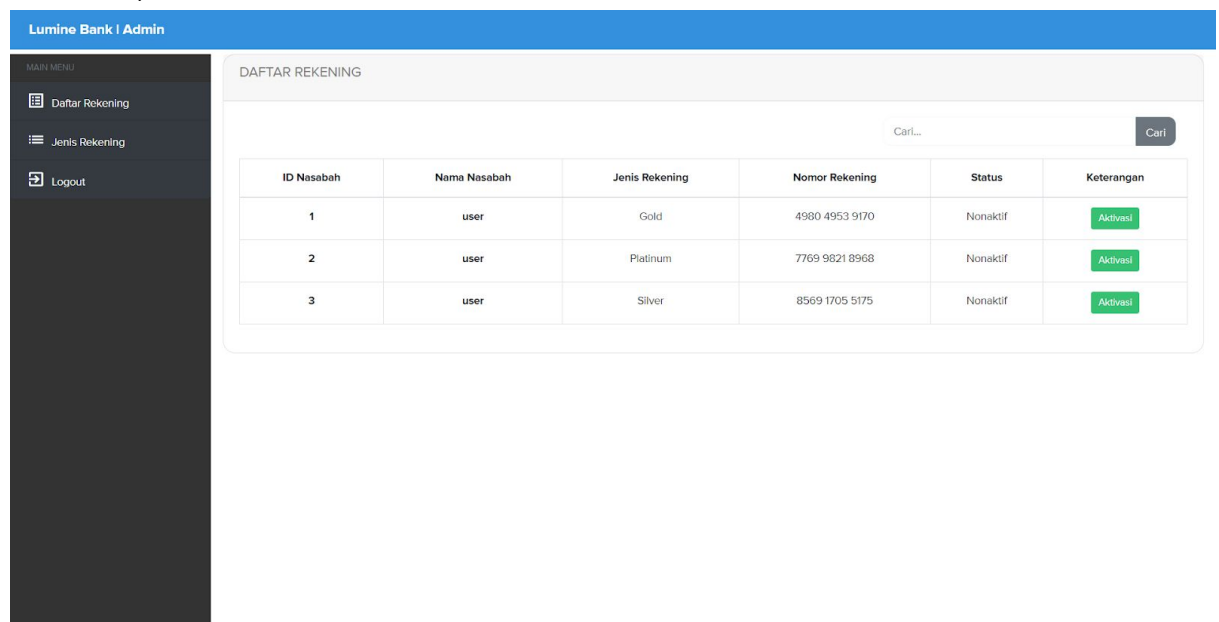 Lumine Bank | Admin
MAIN MENU
Daftar Rekening
Jenis Rekening
Logout
DAFTAR REKENING
Cari... Cari
ID Nasabah Nama Nasabah Jenis Rekening Nomor Rekening Status Keterangan
1 user Gold 4980 4953 9170 Nonaktif Aktivasi
2 user Platinum 7769 9821 8968 Nonaktif Aktivasi
3 user Silver 8569 1705 5175 Nonaktif Aktivasi